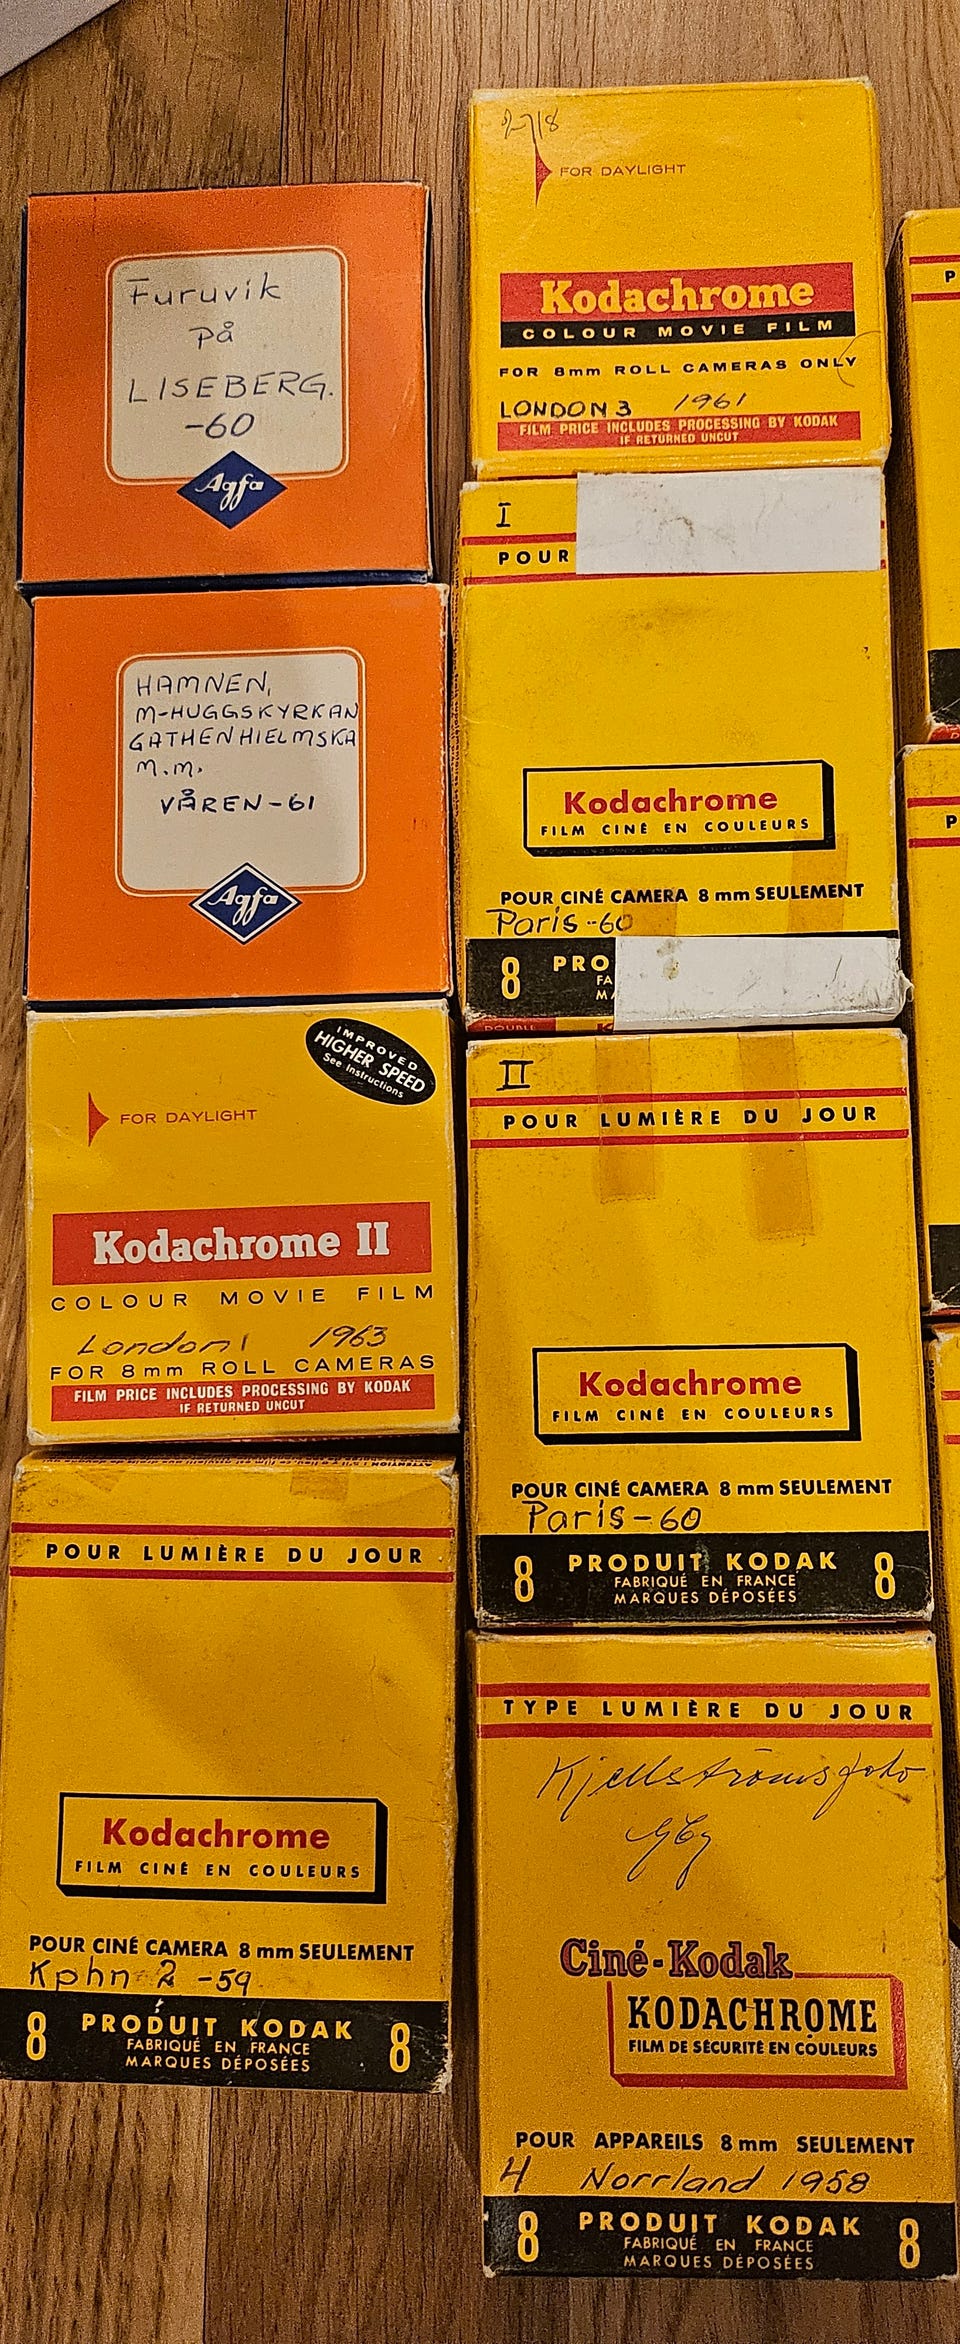 Furuvik
på
LISEBERG.
-60
Agfa
HAMNEN,
M-HUGGSKYRKAN
GATHENHIELMSKA
M.M.
VÅREN-61
Agfa
IMPROVED
HIGHER SPEED
See Instructions
FOR DAYLIGHT
Kodachrome II
COLOUR MOVIE FILM
London 1 1963
FOR 8mm ROLL CAMERAS
FILM PRICE INCLUDES PROCESSING BY KODAK
IF RETURNED UNCUT
POUR LUMIÈRE DU JOUR
Kodachrome
FILM CINÉ EN COULEURS
POUR CINÉ CAMERA 8 mm SEULEMENT
Kphn 2 -59
8 PRODUIT KODAK 8
FABRIQUÉ EN FRANCE
MARQUES DÉPOSÉES
FOR DAYLIGHT
Kodachrome
COLOUR MOVIE FILM
FOR 8mm ROLL CAMERAS ONLY
LONDON 3 1961
FILM PRICE INCLUDES PROCESSING BY KODAK
IF RETURNED UNCUT
I
POUR
Kodachrome
FILM CINÉ EN COULEURS
POUR CINÉ CAMERA 8 mm SEULEMENT
Paris -60
8 PRO
FA
MA
DOUBLE
II
POUR LUMIÈRE DU JOUR
Kodachrome
FILM CINÉ EN COULEURS
POUR CINÉ CAMERA 8 mm SEULEMENT
Paris - 60
8 PRODUIT KODAK 8
FABRIQUÉ EN FRANCE
MARQUES DÉPOSÉES
TYPE LUMIÈRE DU JOUR
Kjellströms foto
Gbg
Ciné-Kodak
KODACHROME
FILM DE SÉCURITÉ EN COULEURS
POUR APPAREILS 8 mm SEULEMENT
4 Norrland 1958
8 PRODUIT KODAK 8
FABRIQUÉ EN FRANCE
MARQUES DÉPOSÉES
P
P